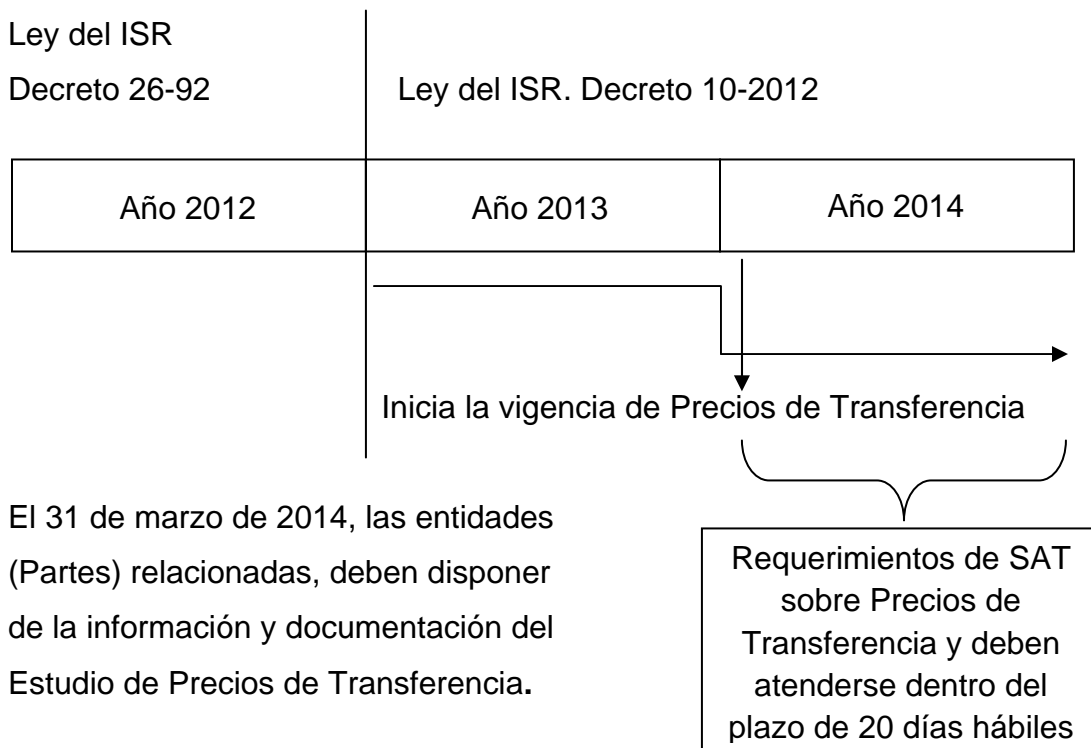 Ley del ISR
Decreto 26-92
Ley del ISR. Decreto 10-2012
Año 2012
Año 2013
Año 2014
Inicia la vigencia de Precios de Transferencia
El 31 de marzo de 2014, las entidades
(Partes) relacionadas, deben disponer
de la información y documentación del
Estudio de Precios de Transferencia.
Requerimientos de SAT
sobre Precios de
Transferencia y deben
atenderse dentro del
plazo de 20 días hábiles